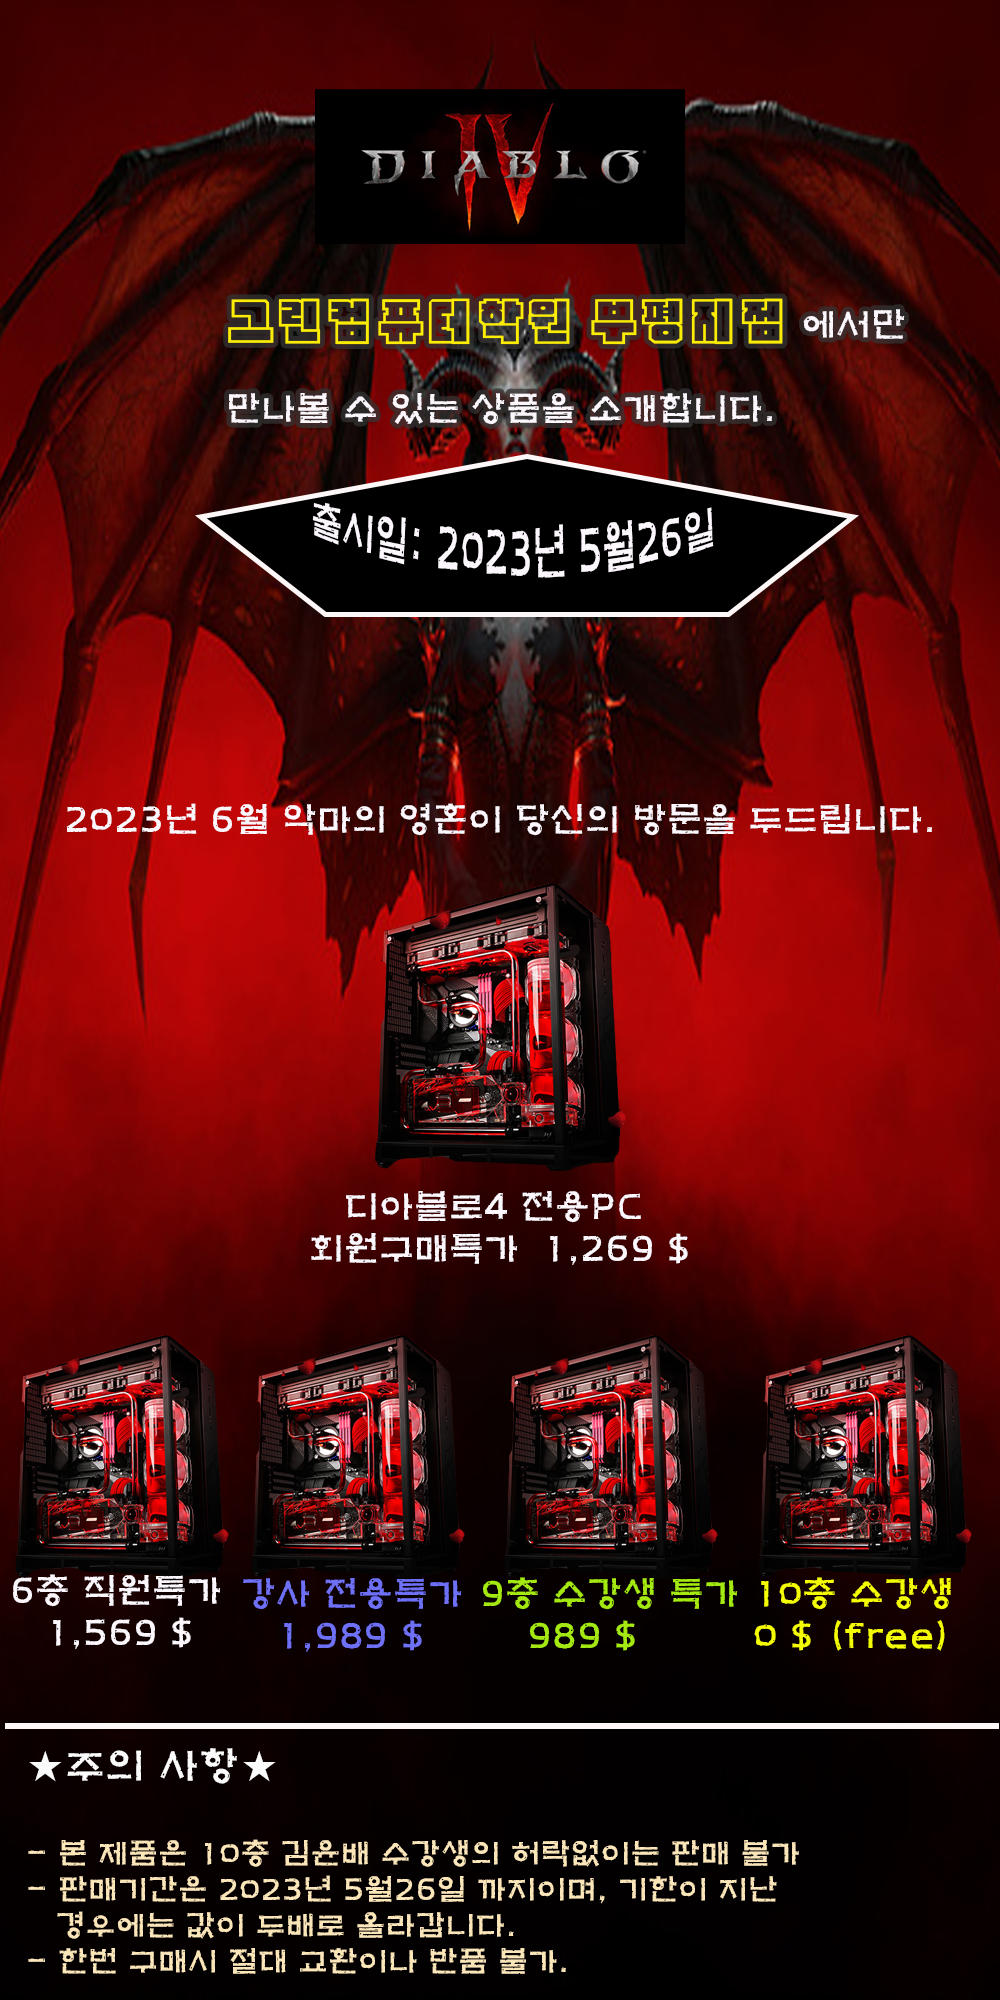 DIABLO IV
그린컴퓨터학원 부평지점 에서만
만나볼 수 있는 상품을 소개합니다.
출시일: 2023년 5월26일
2023년 6월 악마의 영혼이 당신의 방문을 두드립니다.
디아블로4 전용PC
회원구매특가 1,269 $
6층 직원특가
1,569 $
강사 전용특가
1,989 $
9층 수강생 특가
989 $
10층 수강생
0 $ (free)
★주의 사항★
- 본 제품은 10층 김윤배 수강생의 허락없이는 판매 불가
- 판매기간은 2023년 5월26일 까지이며, 기한이 지난
경우에는 값이 두배로 올라갑니다.
- 한번 구매시 절대 교환이나 반품 불가.